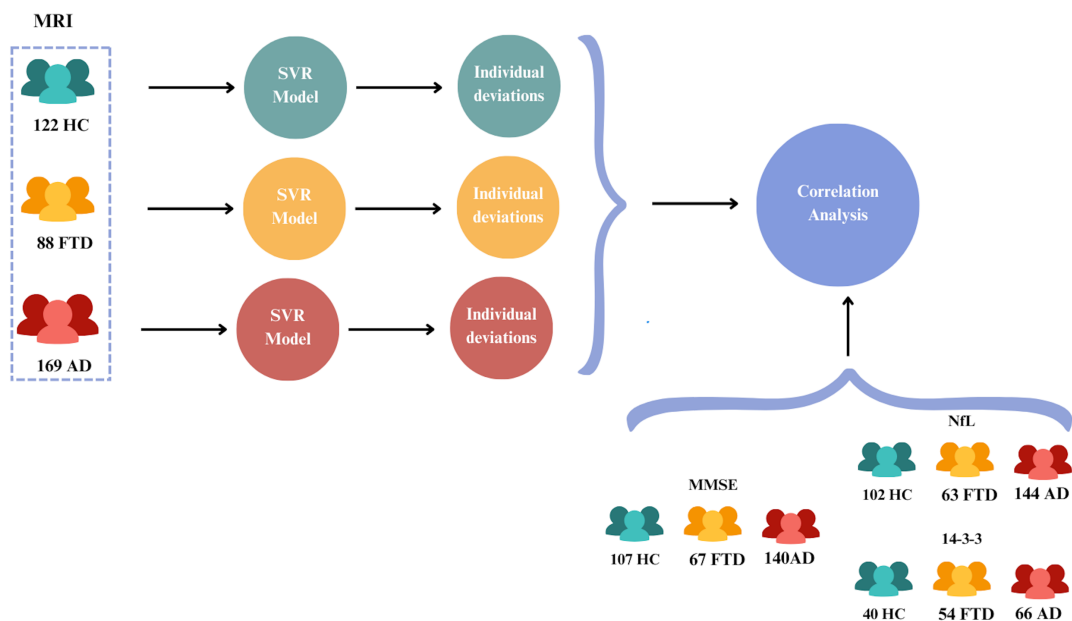 MRI
122 HC
88 FTD
169 AD
SVR
Model
Individual
deviations
SVR
Model
Individual
deviations
SVR
Model
Individual
deviations
Correlation
Analysis
MMSE
107 HC
67 FTD
140AD
NfL
102 HC
63 FTD
144 AD
14-3-3
40 HC
54 FTD
66 AD